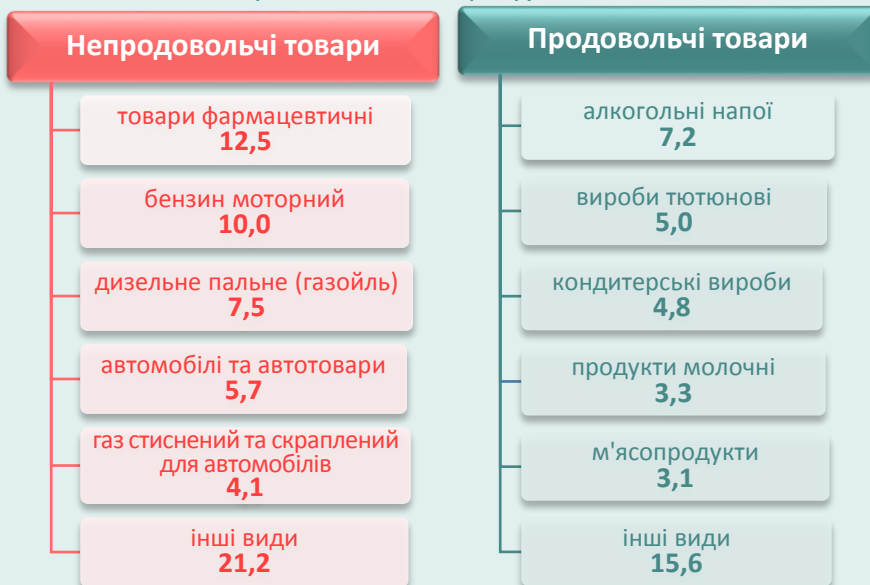 Непродовольчі товари
товари фармацевтичні
12,5
бензин моторний
10,0
дизельне пальне (газойль)
7,5
автомобілі та автотовари
5,7
газ стиснений та скраплений
для автомобілів
4,1
інші види
21,2
Продовольчі товари
алкогольні напої
7,2
вироби тютюнові
5,0
кондитерські вироби
4,8
продукти молочні
3,3
м'ясопродукти
3,1
інші види
15,6